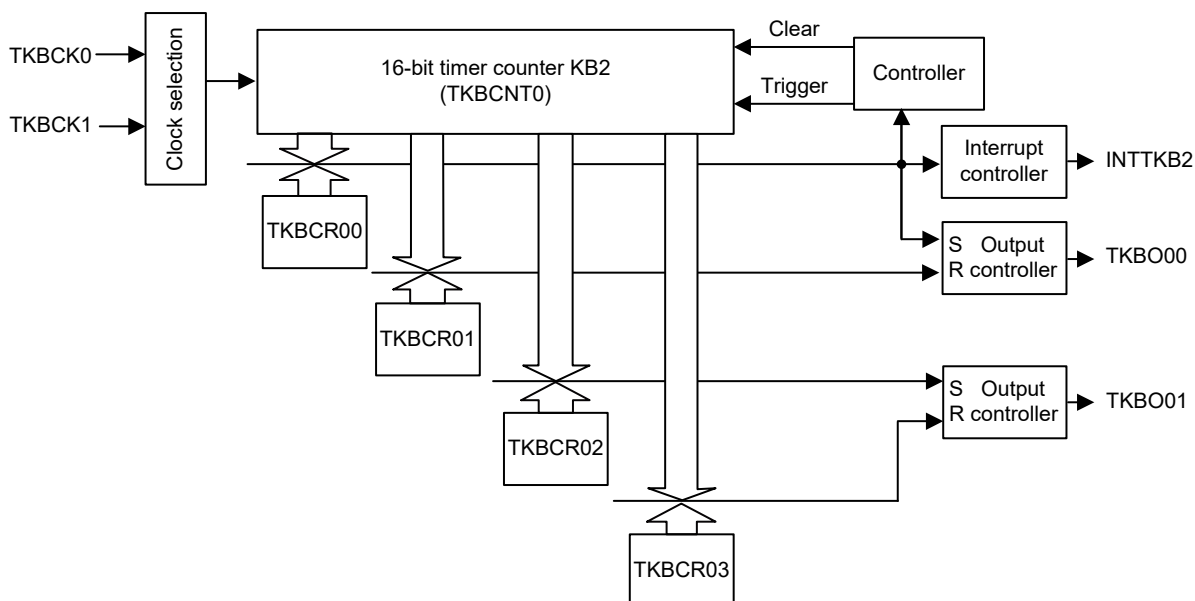 TKBCK0
TKBCK1
Clock selection
16-bit timer counter KB2
(TKBCNT0)
Clear
Trigger
Controller
Interrupt
controller
INTTKB2
TKBCR00
S Output
R controller
TKBO00
TKBCR01
S Output
R controller
TKBO01
TKBCR02
TKBCR03